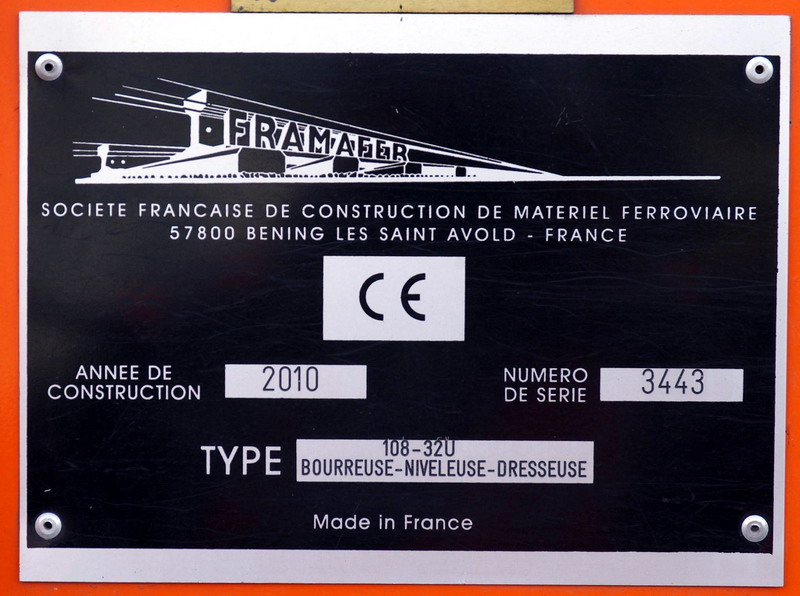 FRAMAFER
SOCIETE FRANCAISE DE CONSTRUCTION DE MATERIEL FERROVIAIRE
57800 BENING LES SAINT AVOLD - FRANCE
CE
ANNEE DE
CONSTRUCTION
2010
NUMERO
DE SERIE
3443
TYPE
108-32U
BOURREUSE-NIVELEUSE-DRESSEUSE
Made in France